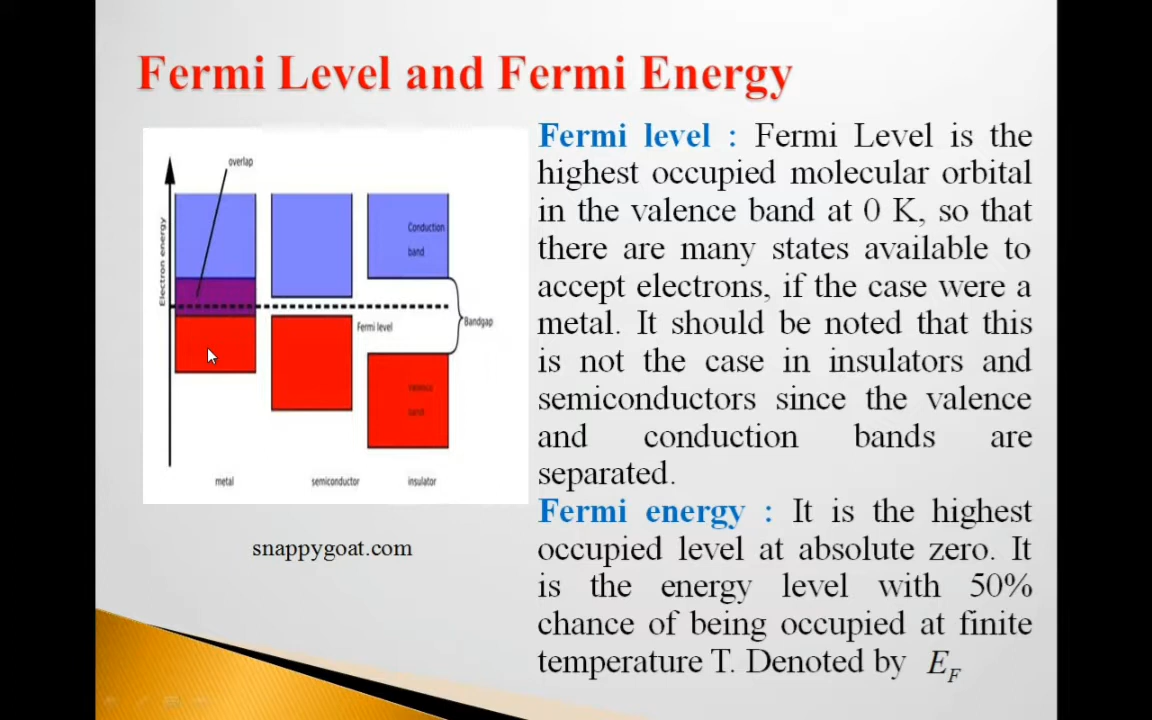 Fermi Level and Fermi Energy
overlap
Electron energy
Conduction
band
Fermi level
Bandgap
Valence
band
metal
semiconductor
insulator
snappygoat.com
Fermi level : Fermi Level is the
highest occupied molecular orbital
in the valence band at 0 K, so that
there are many states available to
accept electrons, if the case were a
metal. It should be noted that this
is not the case in insulators and
semiconductors since the valence
and conduction bands are
separated.
Fermi energy : It is the highest
occupied level at absolute zero. It
is the energy level with 50%
chance of being occupied at finite
temperature T. Denoted by E_F